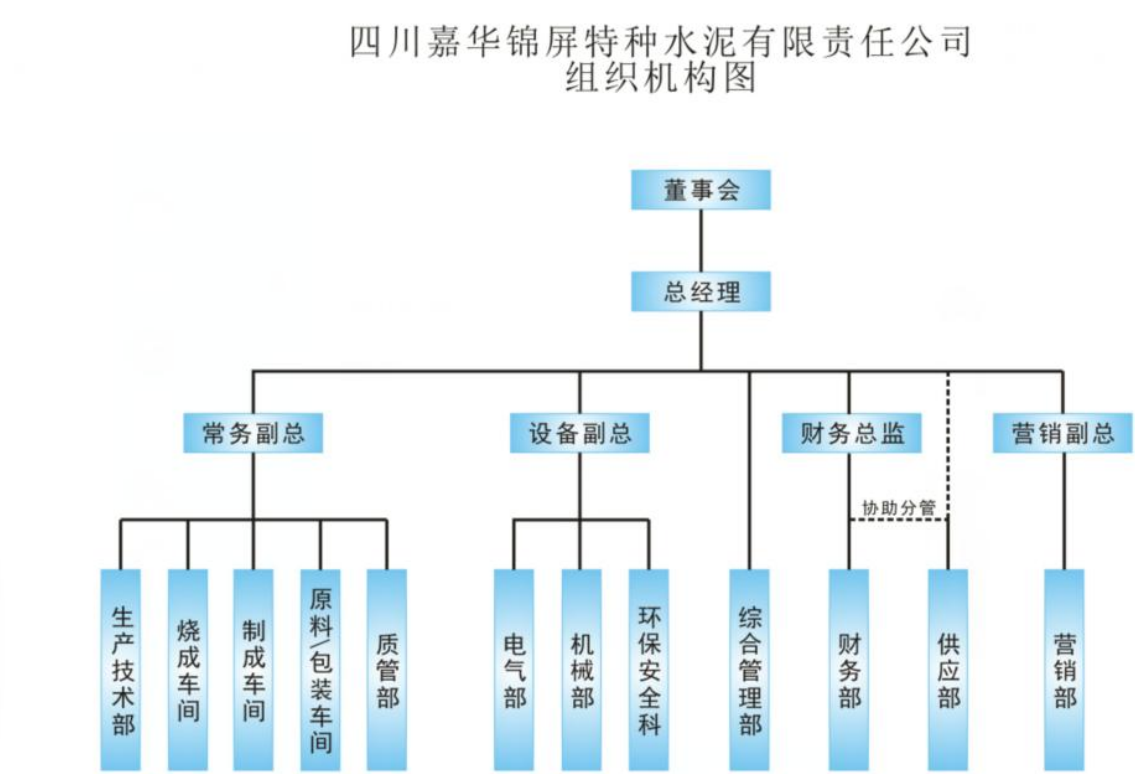 四川嘉华锦屏特种水泥有限责任公司
组织机构图
董事会
总经理
常务副总
设备副总
财务总监
营销副总
协助分管
生产技术部
烧成车间
制成车间
原料/包装车间
质管部
电气部
机械部
环保安全科
综合管理部
财务部
供应部
营销部